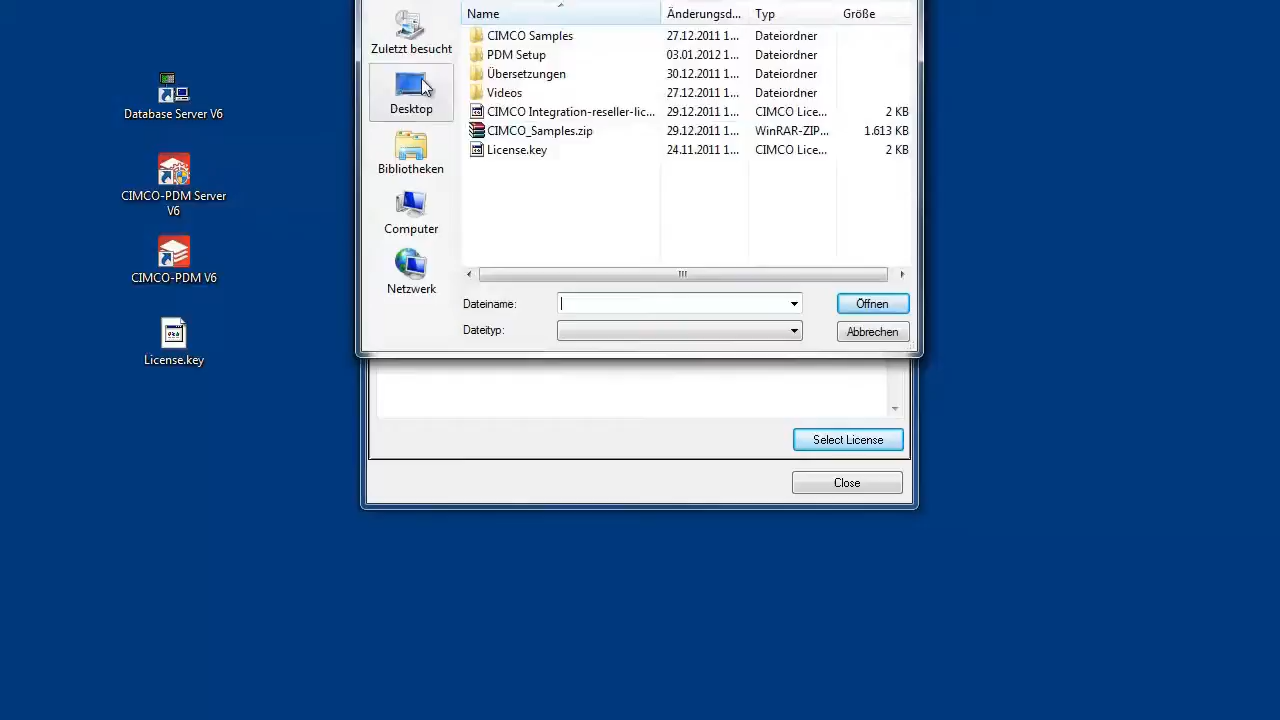 Database Server V6
CIMCO-PDM Server
V6
CIMCO-PDM V6
License.key
Zuletzt besucht
Desktop
Bibliotheken
Computer
Netzwerk
Name Änderungsd... Typ Größe
CIMCO Samples 27.12.2011 1... Dateiordner
PDM Setup 03.01.2012 1... Dateiordner
Übersetzungen 30.12.2011 1... Dateiordner
Videos 27.12.2011 1... Dateiordner
CIMCO Integration-reseller-lic... 29.12.2011 1... CIMCO Lice... 2 KB
CIMCO_Samples.zip 29.12.2011 1... WinRAR-ZIP... 1.613 KB
License.key 24.11.2011 1... CIMCO Lice... 2 KB
Dateiname: Öffnen
Dateityp: Abbrechen
Select License
Close